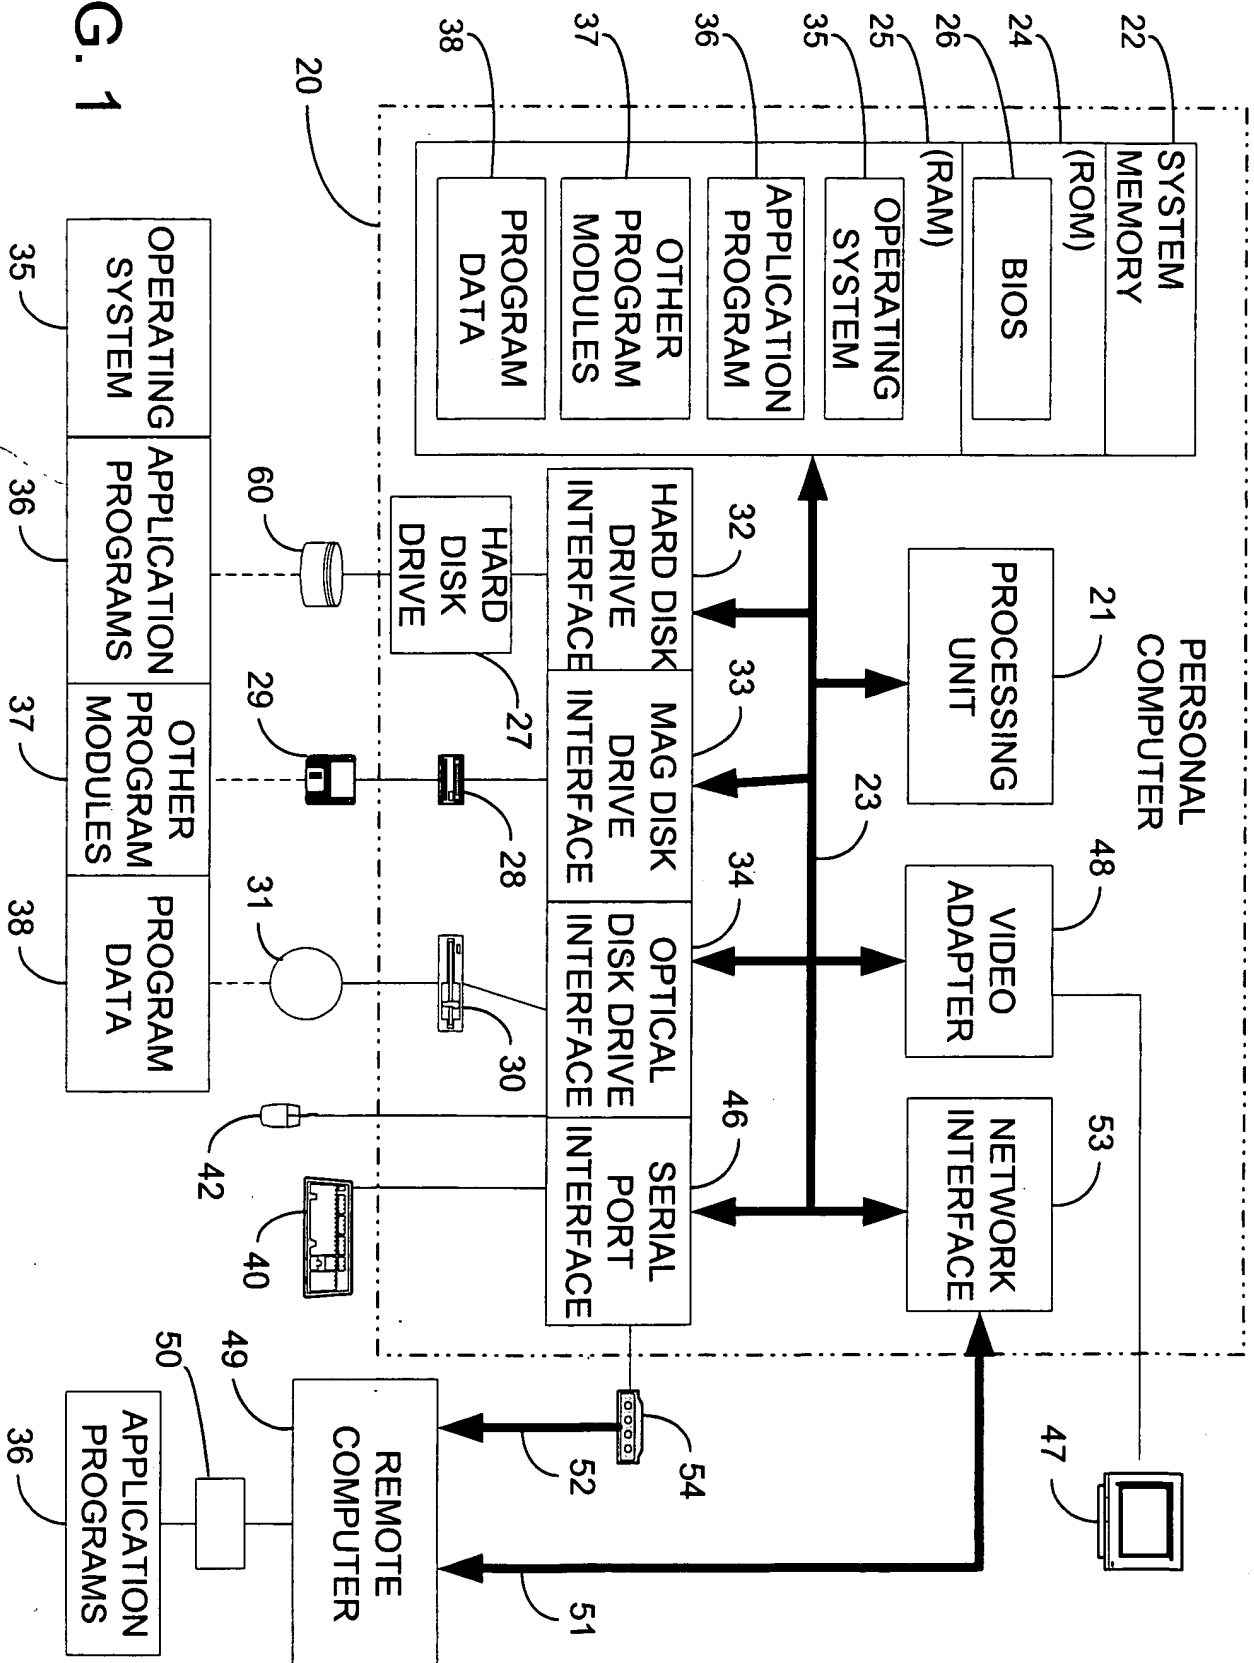 PERSONAL
COMPUTER
22
SYSTEM
MEMORY
24
(ROM)
26
BIOS
25
(RAM)
35
OPERATING
SYSTEM
36
APPLICATION
PROGRAM
37
OTHER
PROGRAM
MODULES
38
PROGRAM
DATA
20
21
PROCESSING
UNIT
48
VIDEO
ADAPTER
53
NETWORK
INTERFACE
47
23
32
HARD DISK
DRIVE
INTERFACE
33
MAG DISK
DRIVE
INTERFACE
34
OPTICAL
DISK DRIVE
INTERFACE
46
SERIAL
PORT
INTERFACE
HARD
DISK
DRIVE
27
28
30
54
52
51
60
29
31
42
40
49
REMOTE
COMPUTER
50
OPERATING
SYSTEM
APPLICATION
PROGRAMS
OTHER
PROGRAM
MODULES
PROGRAM
DATA
APPLICATION
PROGRAMS
35
36
37
38
36
G. 1